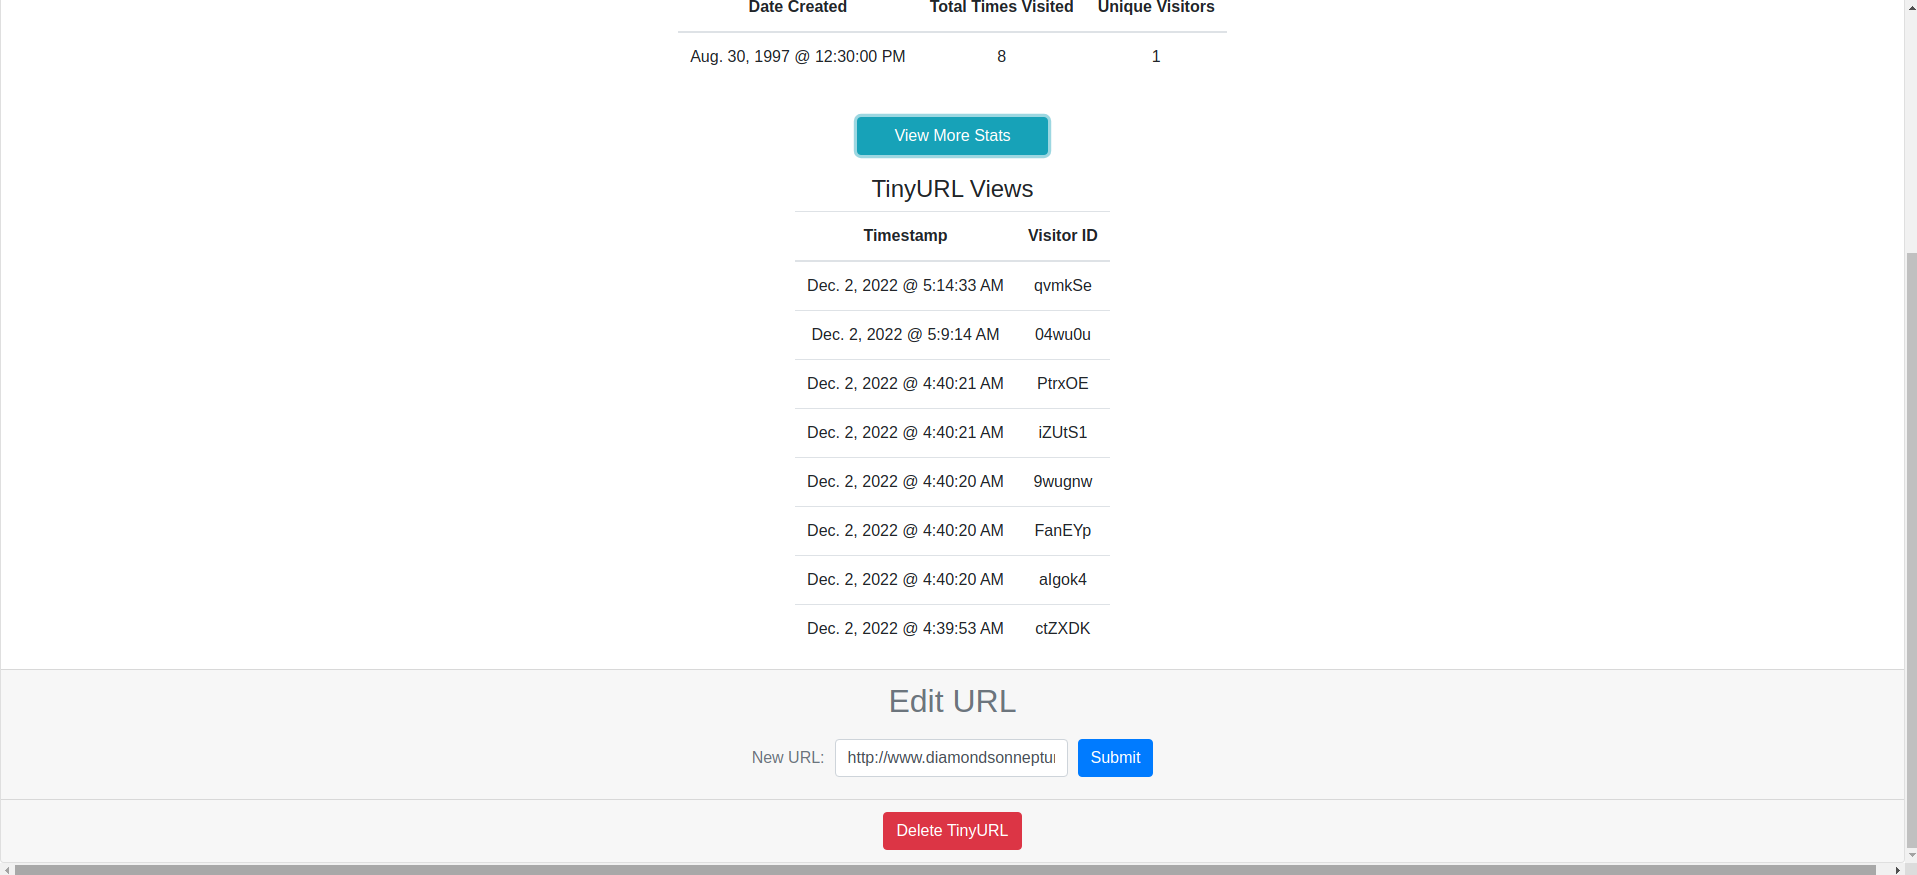 Date Created Total Times Visited Unique Visitors
Aug. 30, 1997 @ 12:30:00 PM 8 1
View More Stats
TinyURL Views
Timestamp Visitor ID
Dec. 2, 2022 @ 5:14:33 AM qvmkSe
Dec. 2, 2022 @ 5:9:14 AM 04wu0u
Dec. 2, 2022 @ 4:40:21 AM PtrxOE
Dec. 2, 2022 @ 4:40:21 AM iZUtS1
Dec. 2, 2022 @ 4:40:20 AM 9wugnw
Dec. 2, 2022 @ 4:40:20 AM FanEYp
Dec. 2, 2022 @ 4:40:20 AM aIgok4
Dec. 2, 2022 @ 4:39:53 AM ctZXDK
Edit URL
New URL: http://www.diamondsonneptu Submit
Delete TinyURL